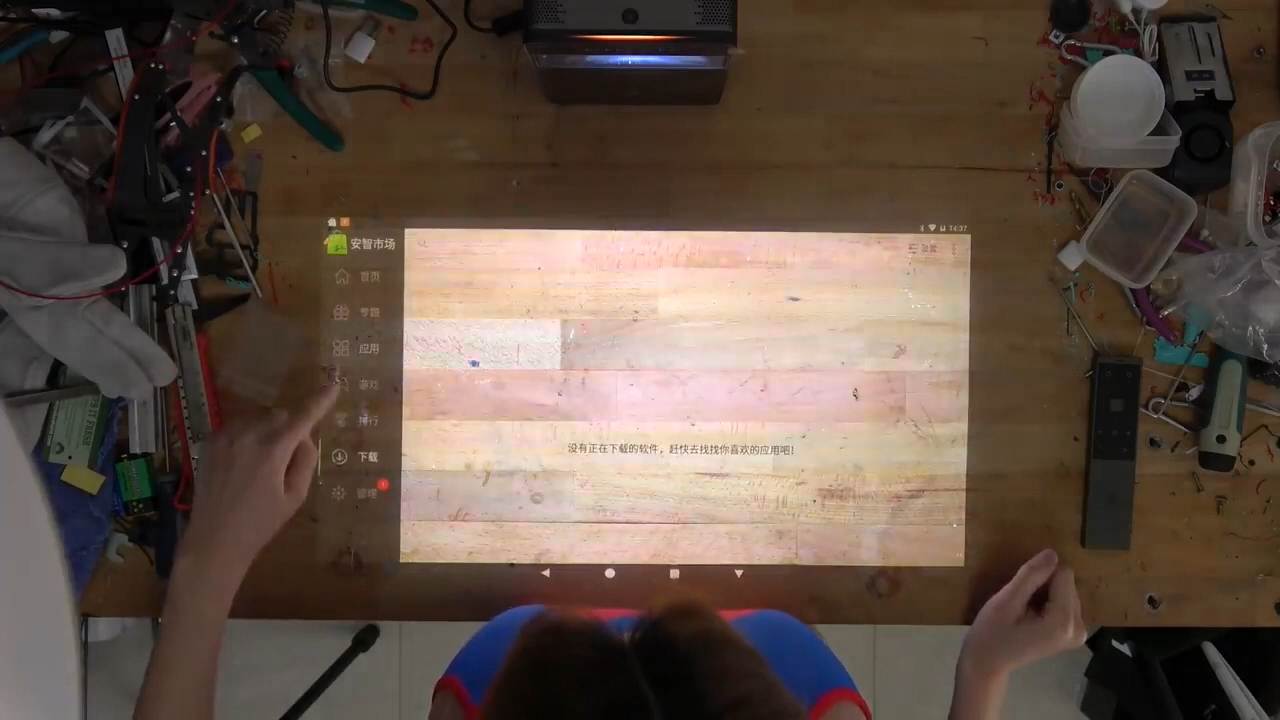 14:37
安智市场
首页
专题
应用
游戏
排行
下载
管理
没有正在下载的软件，赶快去找找你喜欢的应用吧！